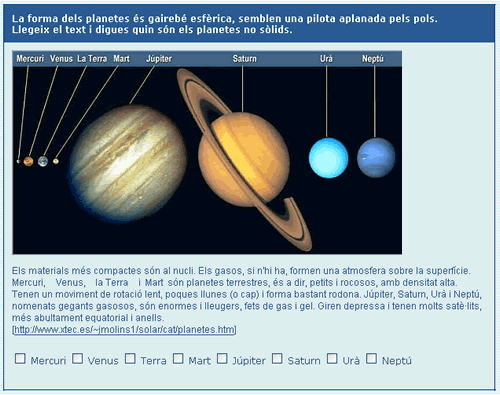 La forma dels planetes és gairebé esfèrica, semblen una pilota aplanada pels pols.
Llegeix el text i digues quin són els planetes no sòlids.
Mercuri Venus La Terra Mart Júpiter Saturn Urà Neptú
Els materials més compactes són al nucli. Els gasos, si n'hi ha, formen una atmosfera sobre la superfície.
Mercuri, Venus, la Terra i Mart són planetes terrestres, és a dir, petits i rocosos, amb densitat alta.
Tenen un moviment de rotació lent, poques llunes (o cap) i forma bastant rodona. Júpiter, Saturn, Urà i Neptú,
nomenats gegants gasosos, són enormes i lleugers, fets de gas i gel. Giren depressa i tenen molts satè·lits,
més abultament equatorial i anells.
[http://www.xtec.es/~jmolins1/solar/cat/planetes.htm]
Mercuri Venus Terra Mart Júpiter Saturn Urà Neptú